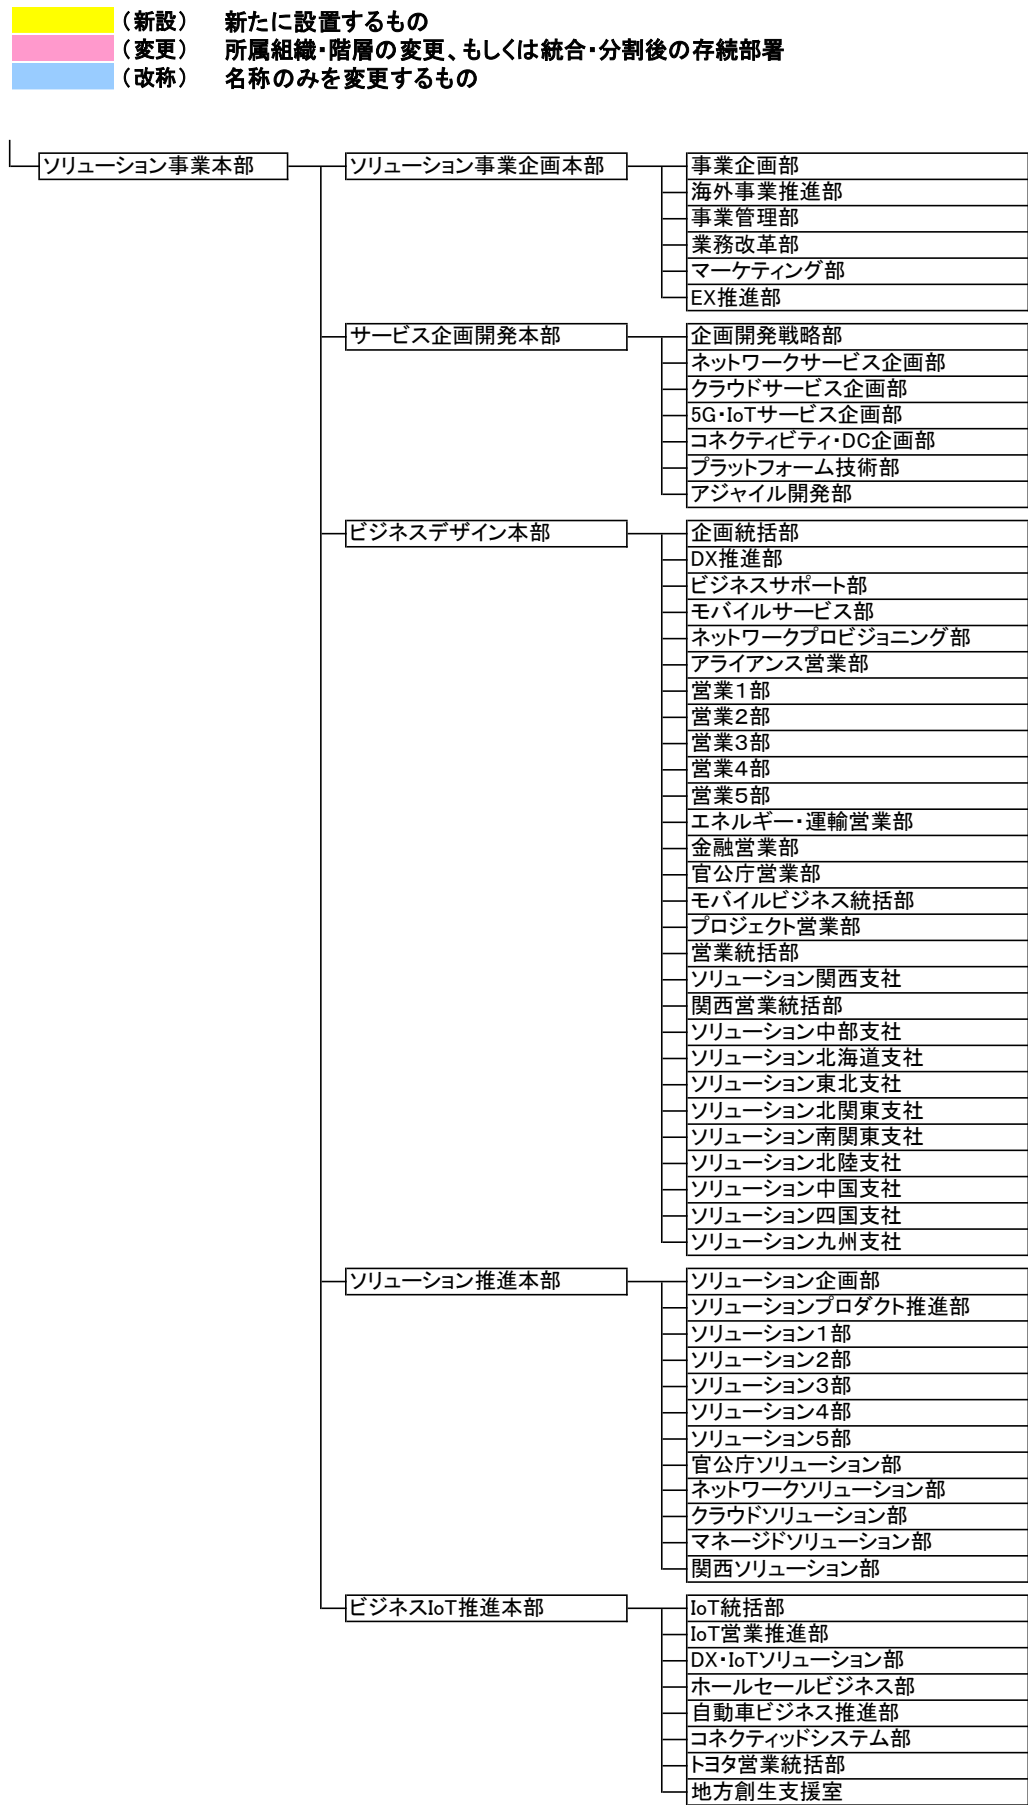 （新設） 新たに設置するもの
（変更） 所属組織・階層の変更、もしくは統合・分割後の存続部署
（改称） 名称のみを変更するもの
ソリューション事業本部 ソリューション事業企画本部 事業企画部
海外事業推進部
事業管理部
業務改革部
マーケティング部
EX推進部
サービス企画開発本部 企画開発戦略部
ネットワークサービス企画部
クラウドサービス企画部
5G・IoTサービス企画部
コネクティビティ・DC企画部
プラットフォーム技術部
アジャイル開発部
ビジネスデザイン本部 企画統括部
DX推進部
ビジネスサポート部
モバイルサービス部
ネットワークプロビジョニング部
アライアンス営業部
営業１部
営業２部
営業３部
営業４部
営業５部
エネルギー・運輸営業部
金融営業部
官公庁営業部
モバイルビジネス統括部
プロジェクト営業部
営業統括部
ソリューション関西支社
関西営業統括部
ソリューション中部支社
ソリューション北海道支社
ソリューション東北支社
ソリューション北関東支社
ソリューション南関東支社
ソリューション北陸支社
ソリューション中国支社
ソリューション四国支社
ソリューション九州支社
ソリューション推進本部 ソリューション企画部
ソリューションプロダクト推進部
ソリューション１部
ソリューション２部
ソリューション３部
ソリューション４部
ソリューション５部
官公庁ソリューション部
ネットワークソリューション部
クラウドソリューション部
マネージドソリューション部
関西ソリューション部
ビジネスIoT推進本部 IoT統括部
IoT営業推進部
DX・IoTソリューション部
ホールセールビジネス部
自動車ビジネス推進部
コネクティッドシステム部
トヨタ営業統括部
地方創生支援室